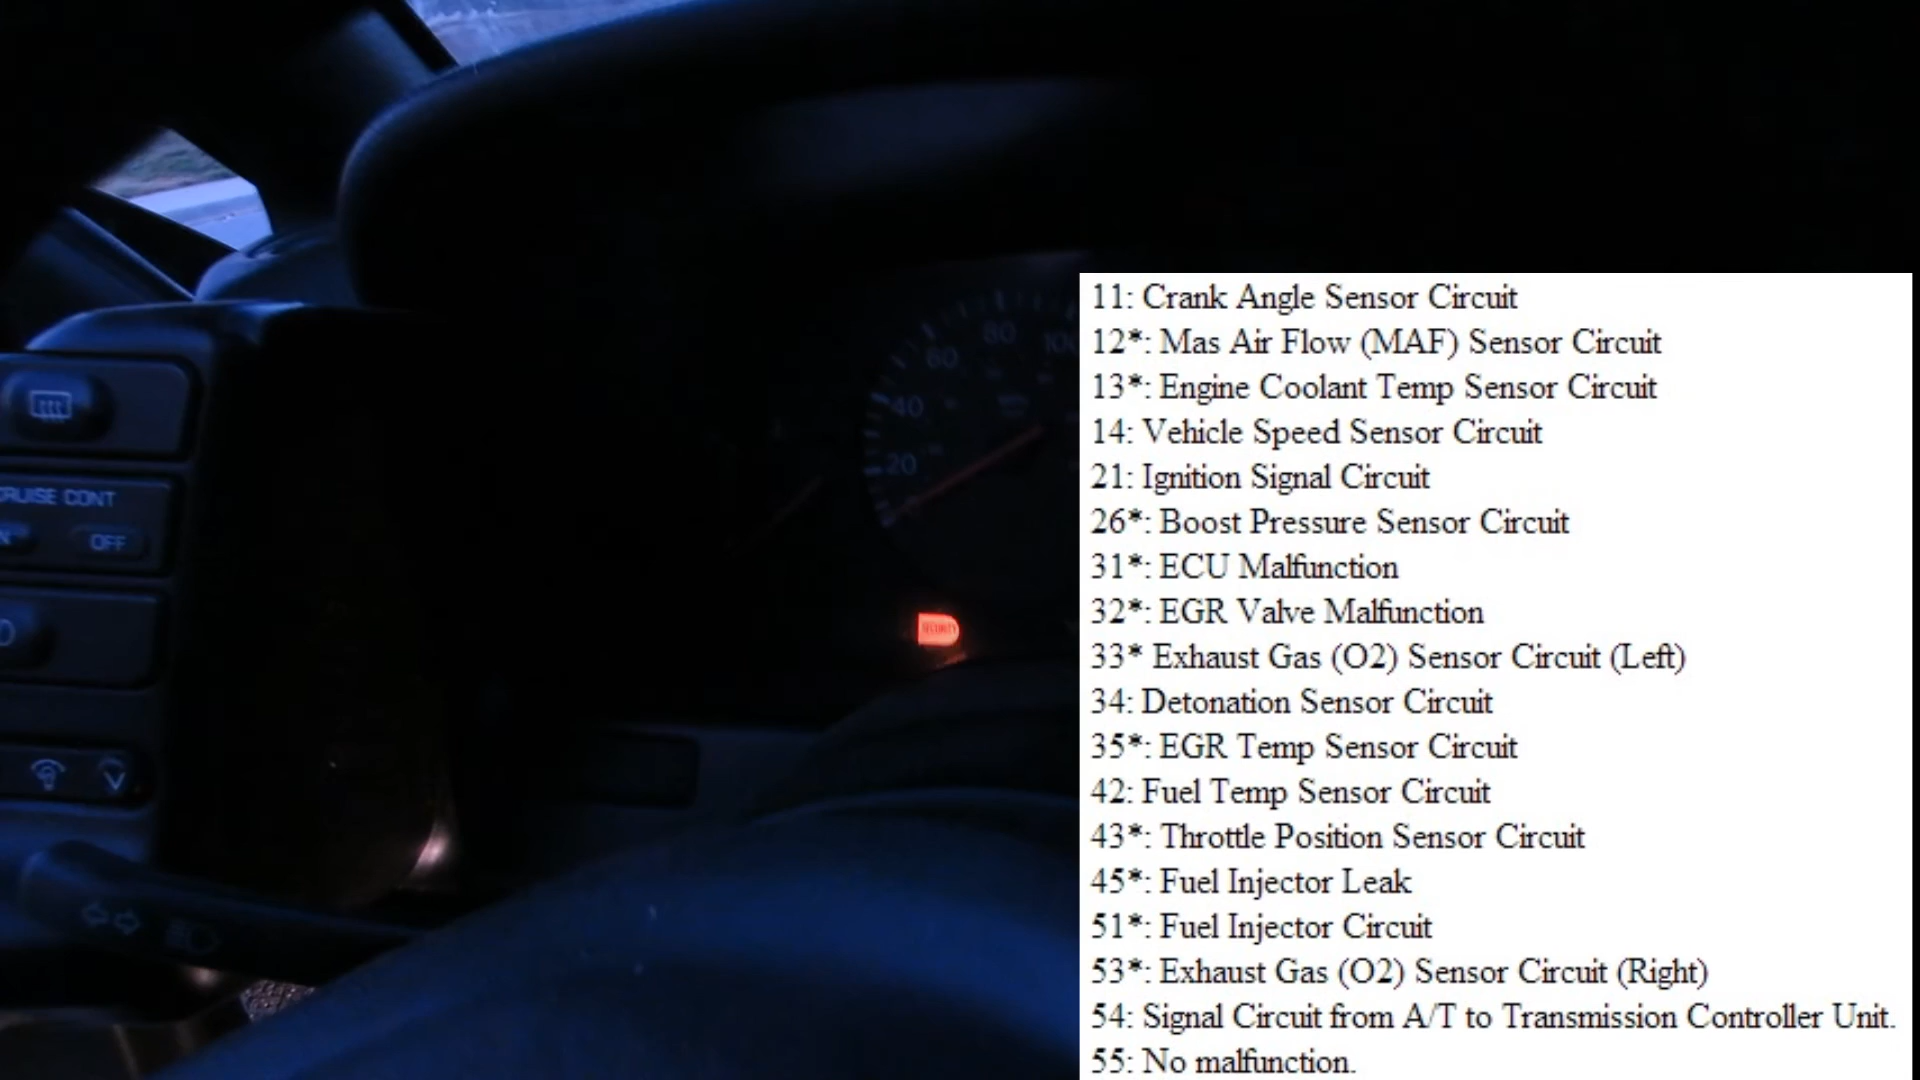 80
60
100
40
20
CRUISE CONT
OFF
SECURITY
11: Crank Angle Sensor Circuit
12*: Mas Air Flow (MAF) Sensor Circuit
13*: Engine Coolant Temp Sensor Circuit
14: Vehicle Speed Sensor Circuit
21: Ignition Signal Circuit
26*: Boost Pressure Sensor Circuit
31*: ECU Malfunction
32*: EGR Valve Malfunction
33* Exhaust Gas (O2) Sensor Circuit (Left)
34: Detonation Sensor Circuit
35*: EGR Temp Sensor Circuit
42: Fuel Temp Sensor Circuit
43*: Throttle Position Sensor Circuit
45*: Fuel Injector Leak
51*: Fuel Injector Circuit
53*: Exhaust Gas (O2) Sensor Circuit (Right)
54: Signal Circuit from A/T to Transmission Controller Unit.
55: No malfunction.